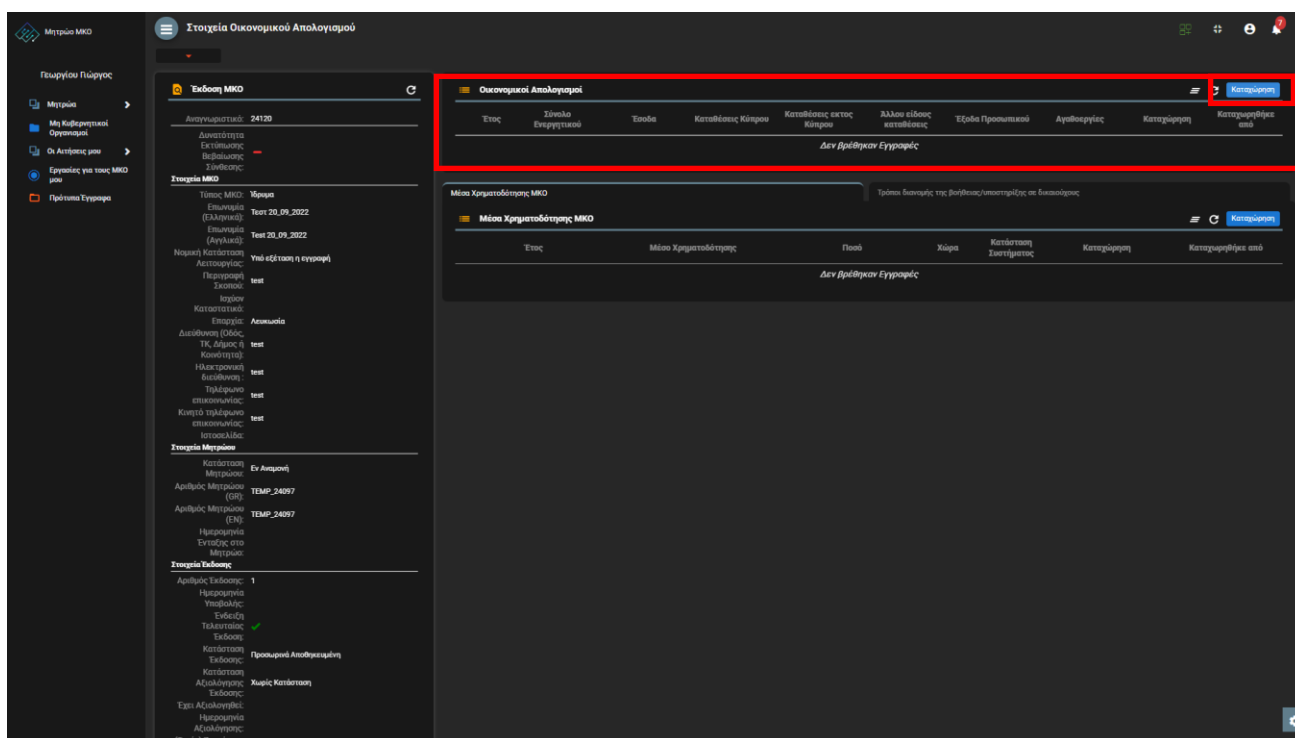 Μητρώο ΜΚΟ
Στοιχεία Οικονομικού Απολογισμού
7
Γεωργίου Γιώργος
Μητρώα
Μη Κυβερνητικοί
Οργανισμοί
Οι Αιτήσεις μου
Εργασίες για τους ΜΚΟ
μου
Πρότυπα Έγγραφα
Έκδοση ΜΚΟ
Αναγνωριστικό: 24120
Δυνατότητα
Εκτύπωσης
Βεβαίωσης
Σύνθεσης:
Στοιχεία ΜΚΟ
Τύπος ΜΚΟ: Ίδρυμα
Επωνυμία
(Ελληνικά): Τεστ 20_09_2022
Επωνυμία
(Αγγλικά): Test 20_09_2022
Νομική Κατάσταση
Λειτουργίας: Υπό εξέταση η εγγραφή
Περιγραφή
Σκοπού: test
Ισχύον
Καταστατικό:
Επαρχία: Λευκωσία
Διεύθυνση (Οδός,
ΤΚ, Δήμος ή
Κοινότητα): test
Ηλεκτρονική
διεύθυνση : test
Τηλέφωνο
επικοινωνίας: test
Κινητό τηλέφωνο
επικοινωνίας: test
Ιστοσελίδα:
Στοιχεία Μητρώου
Κατάσταση
Μητρώου: Εν Αναμονή
Αριθμός Μητρώου
(GR): TEMP_24097
Αριθμός Μητρώου
(EN): TEMP_24097
Ημερομηνία
Ένταξης στο
Μητρώο:
Στοιχεία Έκδοσης
Αριθμός Έκδοσης: 1
Ημερομηνία
Υποβολής:
Ένδειξη
Τελευταίας
Έκδοση:
Κατάσταση
Έκδοσης: Προσωρινά Αποθηκευμένη
Κατάσταση
Αξιολόγησης
Έκδοσης: Χωρίς Κατάσταση
Έχει Αξιολογηθεί:
Ημερομηνία
Αξιολόγησης:
Οικονομικοί Απολογισμοί
Καταχώρηση
Έτος Σύνολο Ενεργητικού Έσοδα Καταθέσεις Κύπρου Καταθέσεις εκτος Κύπρου Άλλου είδους καταθέσεις Έξοδα Προσωπικού Αγαθοεργίες Καταχώρηση Καταχωρηθήκε από
Δεν βρέθηκαν Εγγραφές
Μέσα Χρηματοδότησης ΜΚΟ
Τρόποι διανομής της βοήθειας/υποστηρίξης σε δικαιούχους
Μέσα Χρηματοδότησης ΜΚΟ
Καταχώρηση
Έτος Μέσο Χρηματοδότησης Ποσό Χώρα Κατάσταση Συστήματος Καταχώρηση Καταχωρηθήκε από
Δεν βρέθηκαν Εγγραφές